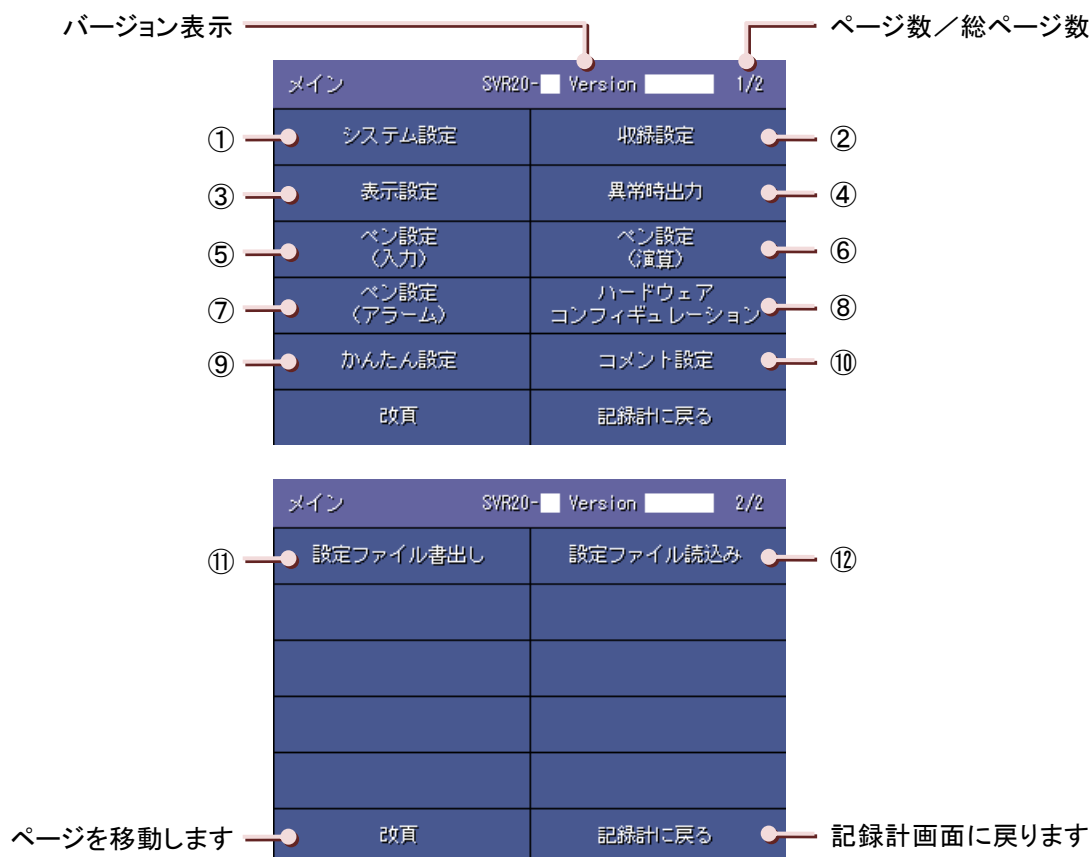 バージョン表示
ページ数／総ページ数
メイン SVR20- Version 1/2
① システム設定 収録設定 ②
③ 表示設定 異常時出力 ④
ペン設定 ペン設定
⑤ (入力) (演算) ⑥
ペン設定 ハードウェア
⑦ (アラーム) コンフィギュレーション ⑧
⑨ かんたん設定 コメント設定 ⑩
改頁 記録計に戻る
メイン SVR20- Version 2/2
⑪ 設定ファイル書出し 設定ファイル読込み ⑫
ページを移動します 改頁 記録計に戻る 記録計画面に戻ります